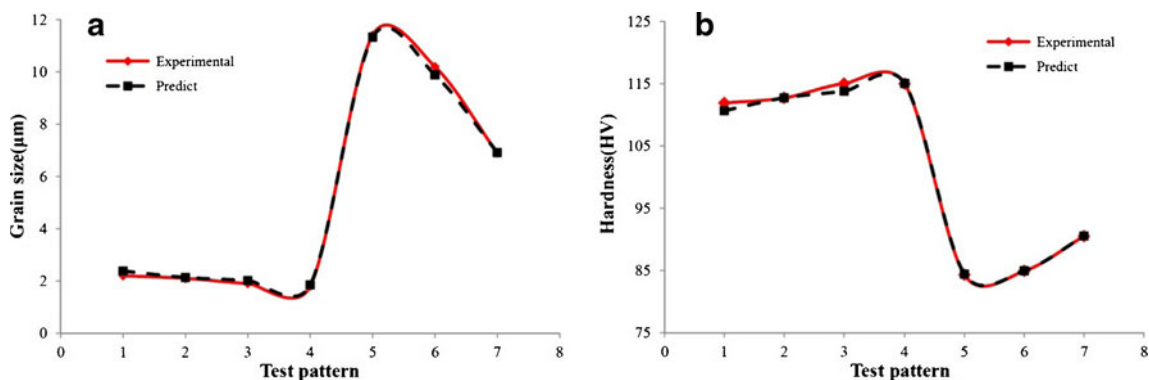 a
Experimental
Predict
Grain size(µm)
12
10
8
6
4
2
0
0 1 2 3 4 5 6 7 8
Test pattern
b
Experimental
Predict
Hardness(HV)
125
115
105
95
85
75
0 1 2 3 4 5 6 7 8
Test pattern